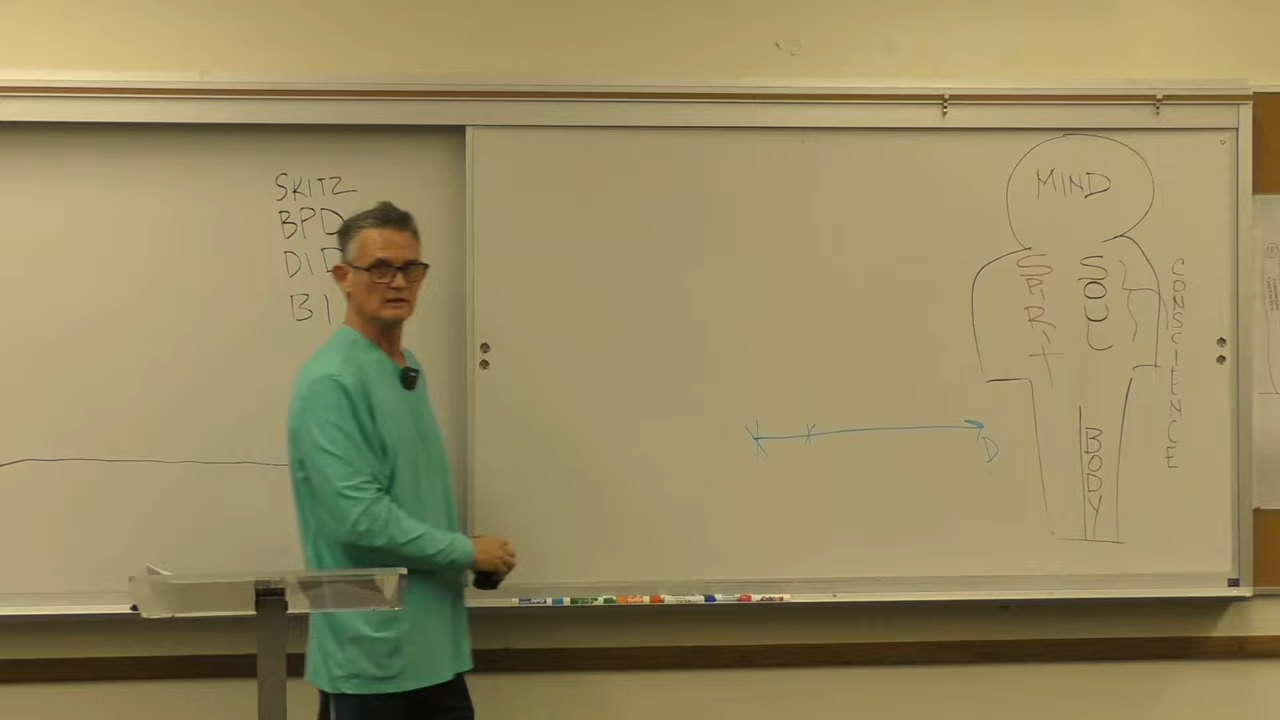 SKITZ
BPD
DID
BI
MIND
SPIRIT
SOUL
CONSCIENCE
BODY
D